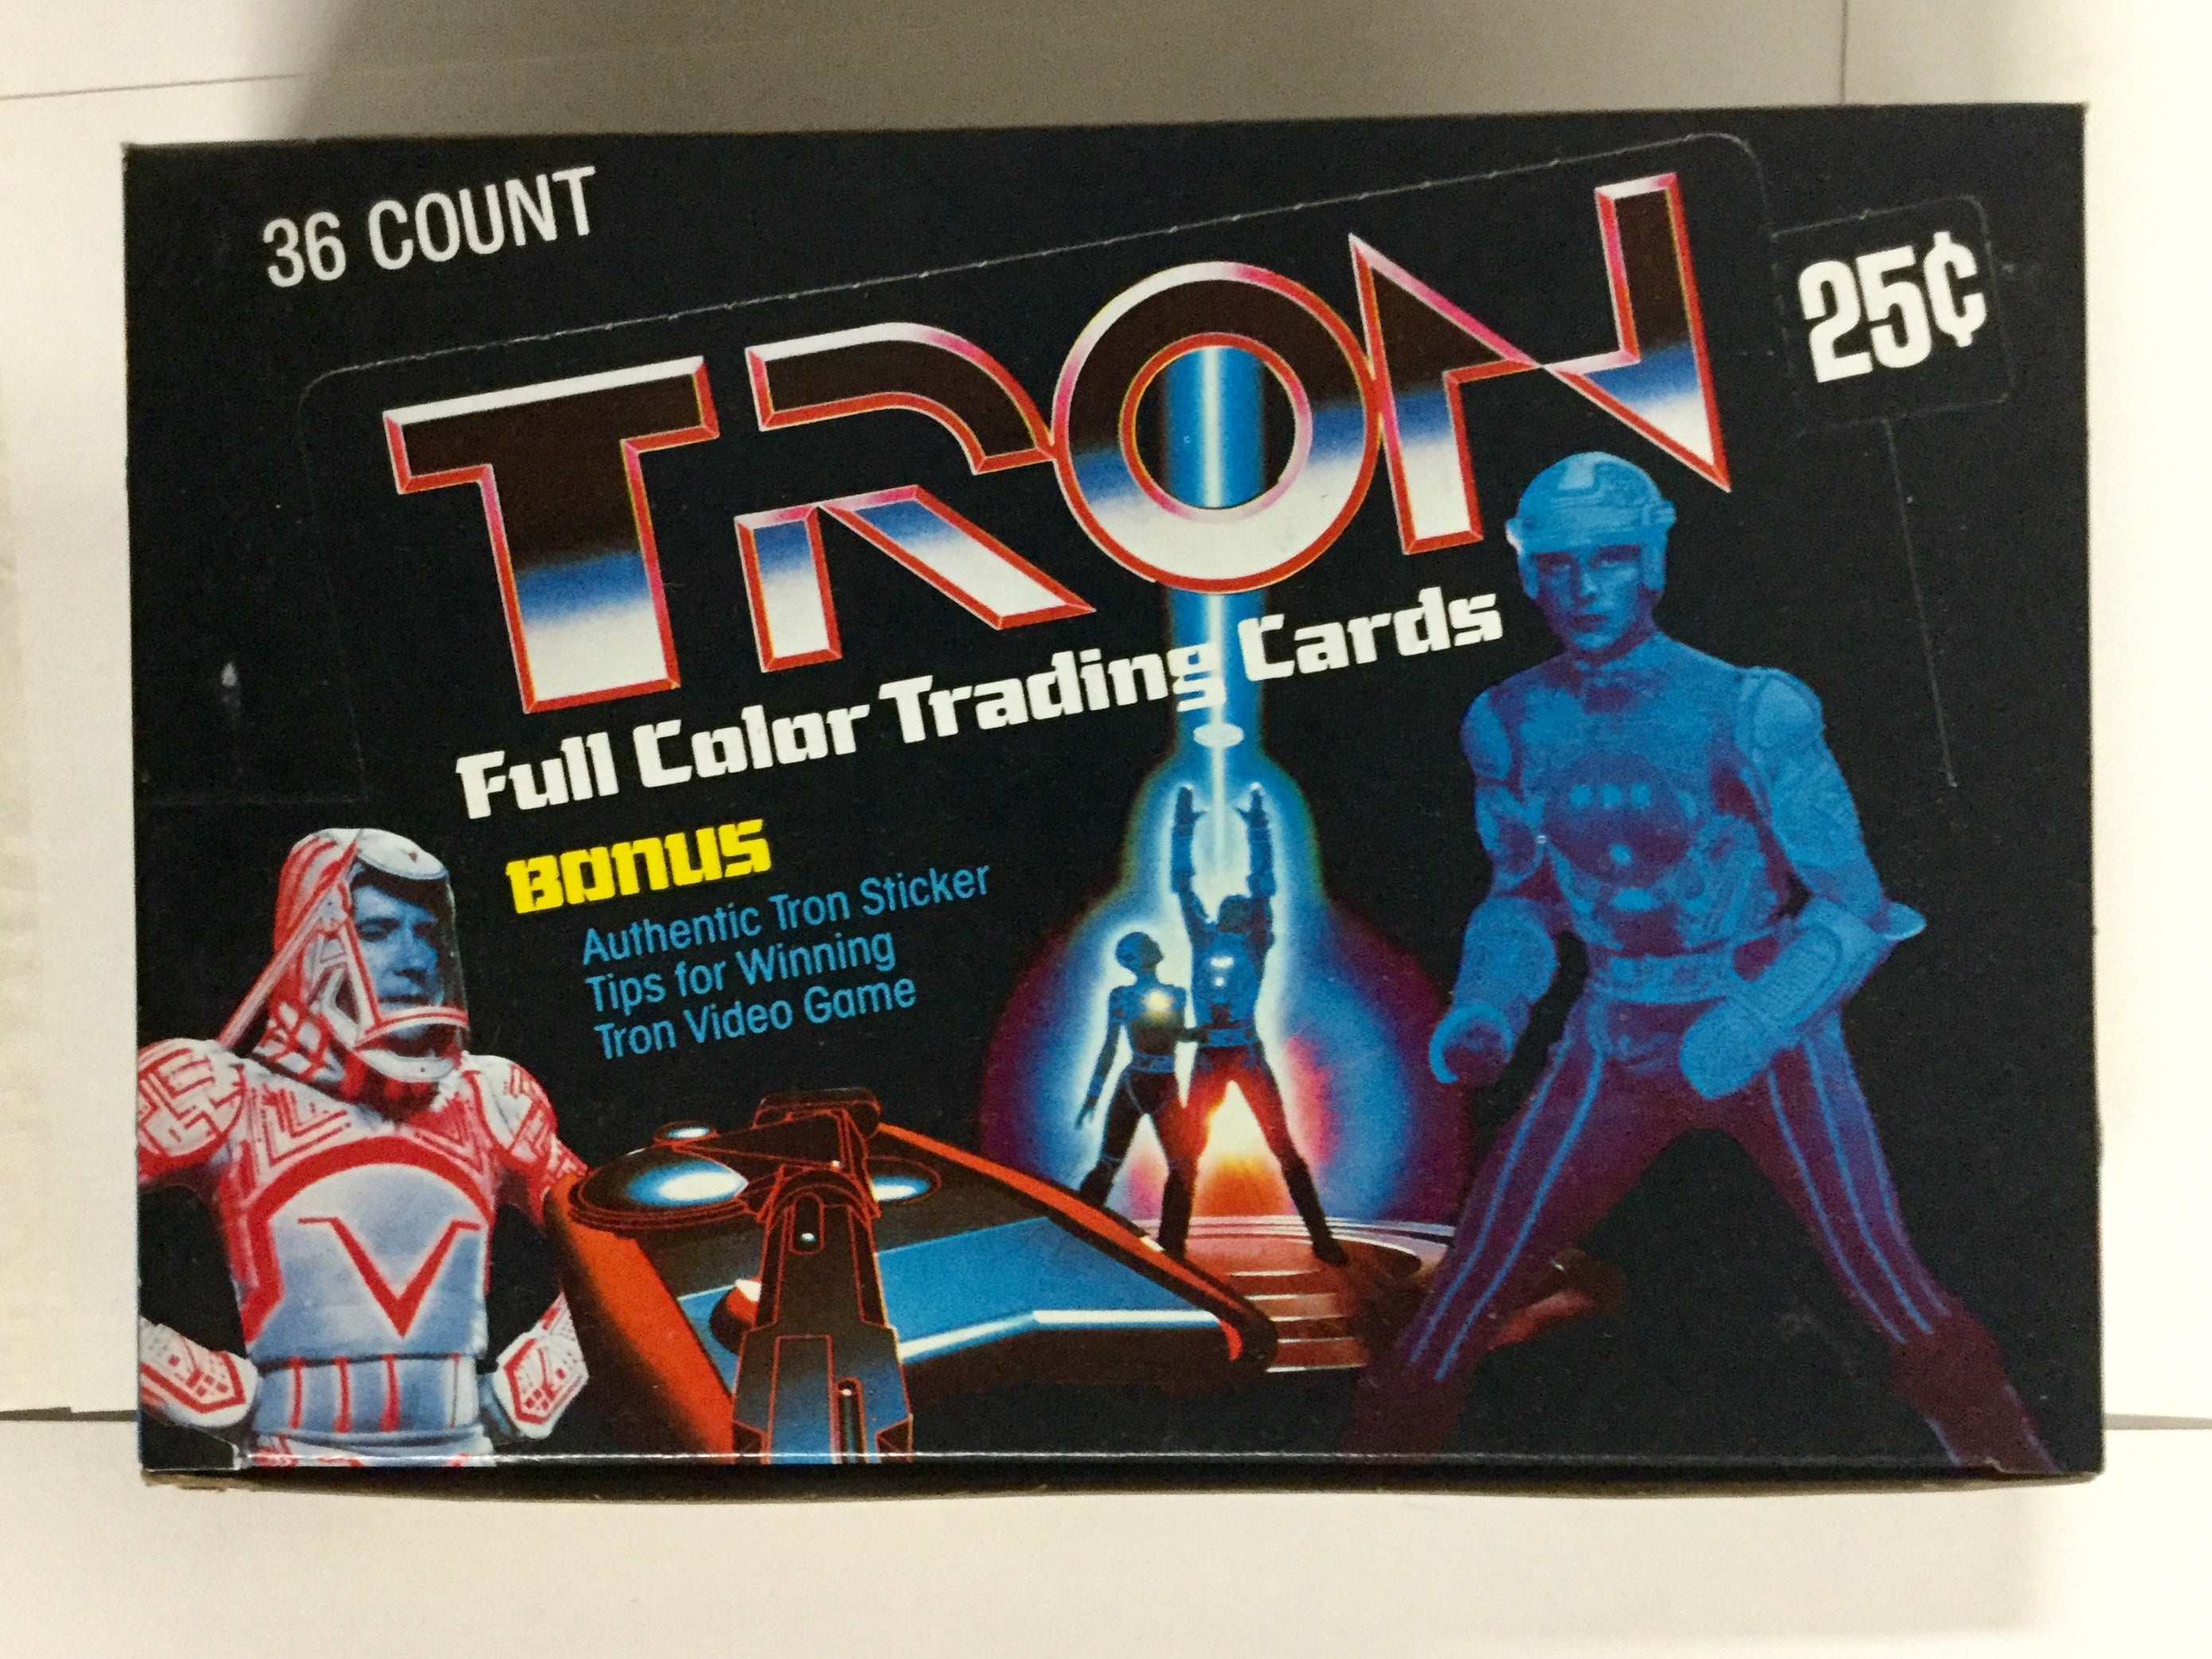 36 COUNT
TRON
25¢
Full Color Trading Cards
BONUS
Authentic Tron Sticker
Tips for Winning
Tron Video Game